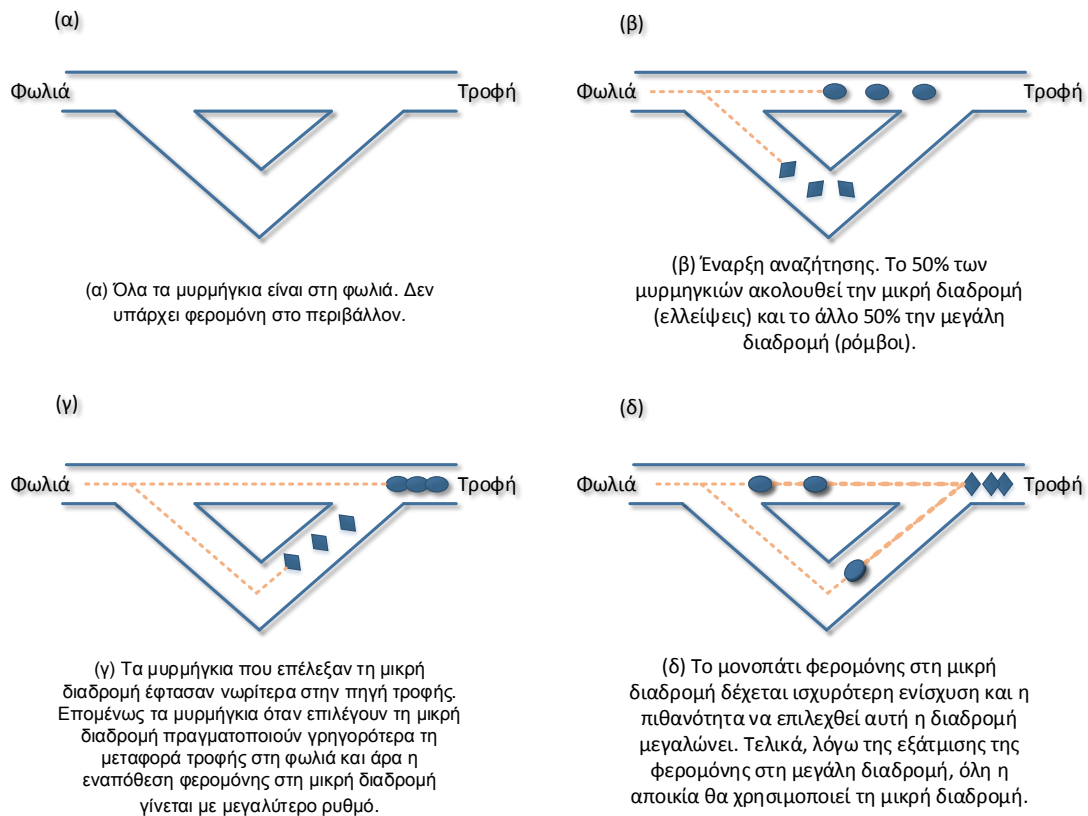 (α)
Φωλιά
Τροφή
(α) Όλα τα μυρμήγκια είναι στη φωλιά. Δεν
υπάρχει φερομόνη στο περιβάλλον.
(β)
Φωλιά
Τροφή
(β) Έναρξη αναζήτησης. Το 50% των
μυρμηγκιών ακολουθεί την μικρή διαδρομή
(ελλείψεις) και το άλλο 50% την μεγάλη
διαδρομή (ρόμβοι).
(γ)
Φωλιά
Τροφή
(γ) Τα μυρμήγκια που επέλεξαν τη μικρή
διαδρομή έφτασαν νωρίτερα στην πηγή τροφής.
Επομένως τα μυρμήγκια όταν επιλέγουν τη μικρή
διαδρομή πραγματοποιούν γρηγορότερα τη
μεταφορά τροφής στη φωλιά και άρα η
εναπόθεση φερομόνης στη μικρή διαδρομή
γίνεται με μεγαλύτερο ρυθμό.
(δ)
Φωλιά
Τροφή
(δ) Το μονοπάτι φερομόνης στη μικρή
διαδρομή δέχεται ισχυρότερη ενίσχυση και η
πιθανότητα να επιλεχθεί αυτή η διαδρομή
μεγαλώνει. Τελικά, λόγω της εξάτμισης της
φερομόνης στη μεγάλη διαδρομή, όλη η
αποικία θα χρησιμοποιεί τη μικρή διαδρομή.